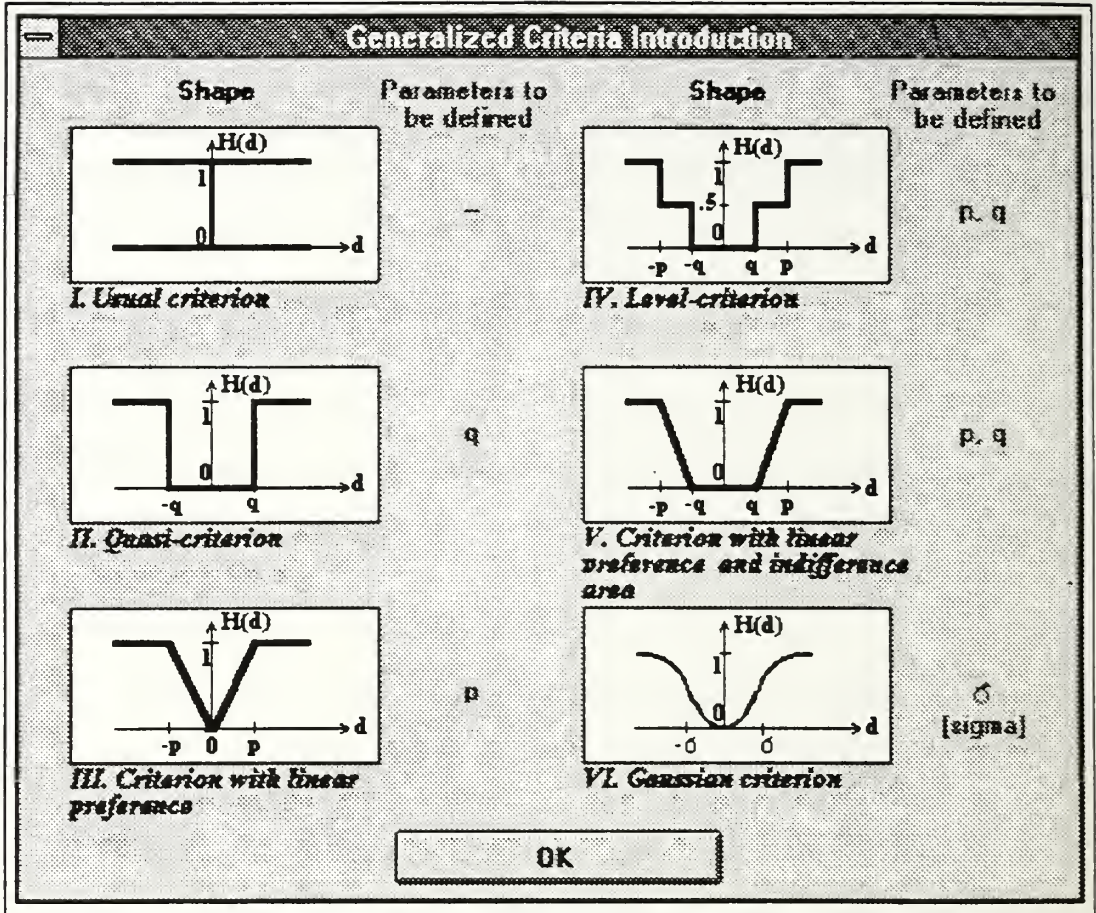 Generalized Criteria Introduction
Shape
Parameters to
be defined
H(d)
1
0
d
I. Usual criterion
–
H(d)
1
0
-q
q
d
II. Quasi-criterion
q
H(d)
1
-p
0
p
d
III. Criterion with linear
preference
p
Shape
Parameters to
be defined
H(d)
1
.5
0
-p
-q
q
p
d
IV. Level-criterion
p, q
H(d)
1
0
-p
-q
q
p
d
V. Criterion with linear
preference and indifference
area
p, q
H(d)
1
0
-σ
σ
d
VI. Gaussian criterion
σ
[sigma]
OK